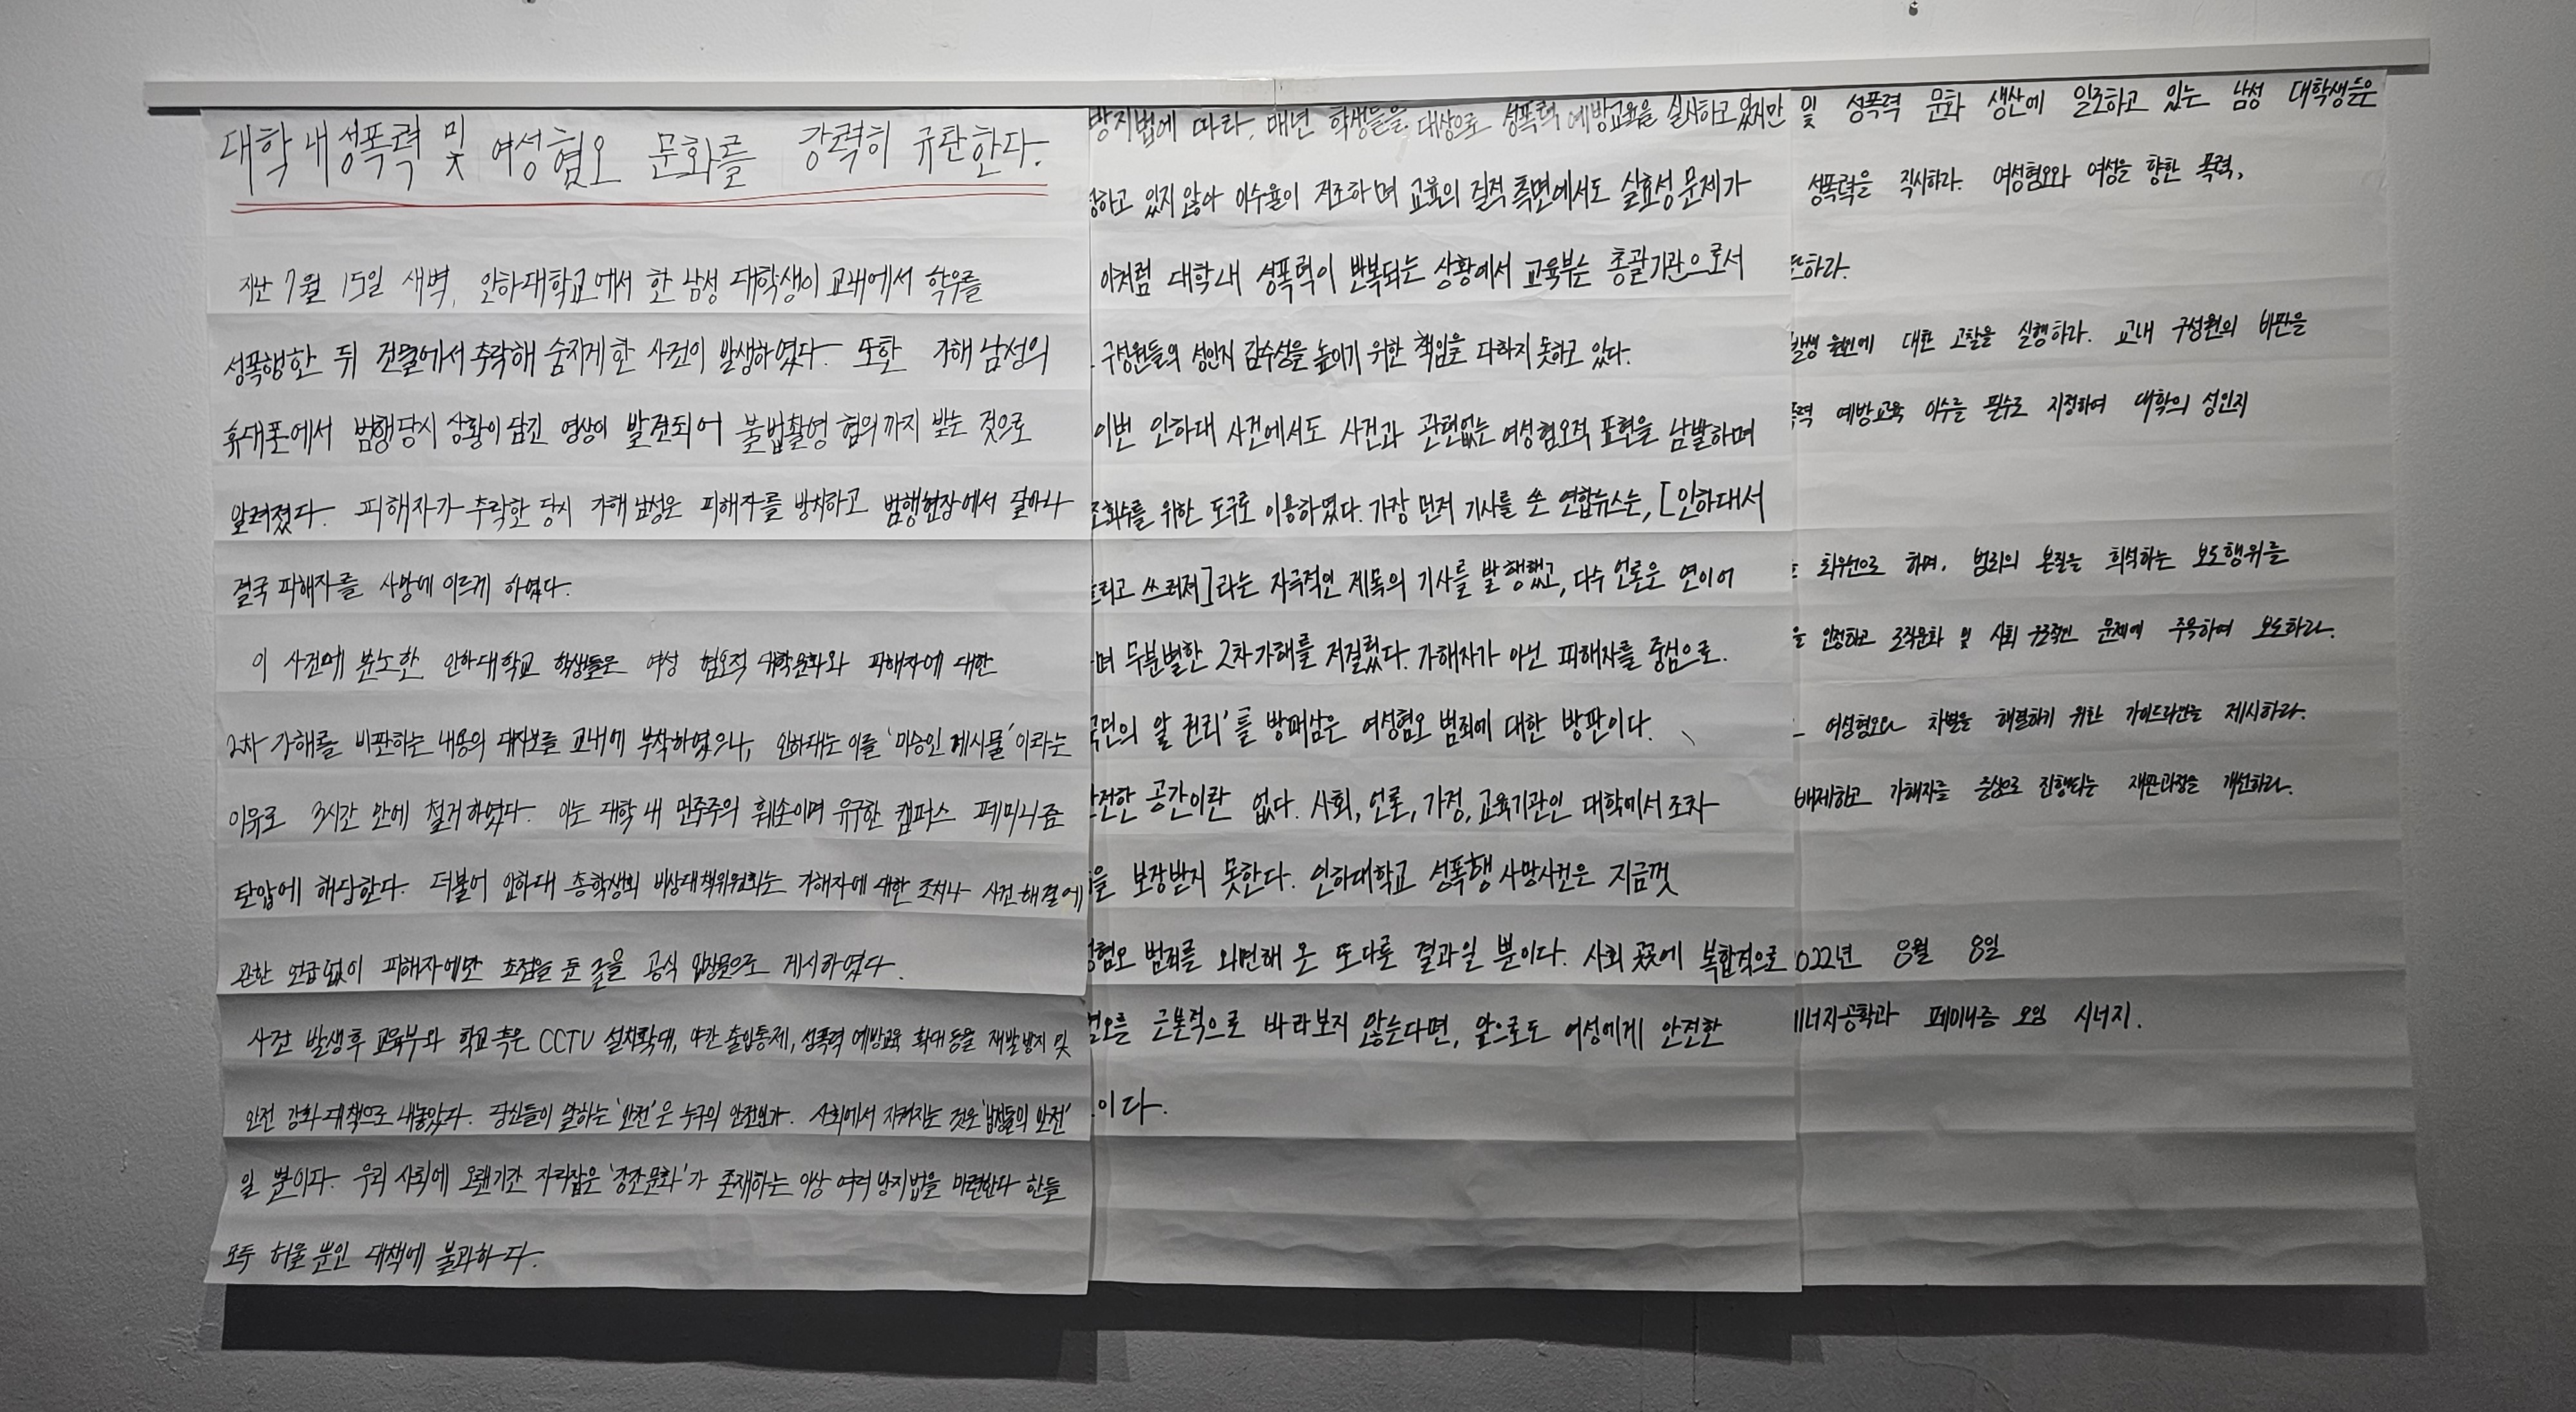 대학 내 성폭력 및 여성혐오 문화를 강력히 규탄한다.
지난 7월 15일 새벽, 인하대학교에서 한 남성 대학생이 교내에서 학우를
성폭행한 뒤 건물에서 추락해 숨지게 한 사건이 발생하였다. 또한 가해 남성의
휴대폰에서 범행당시 상황이 담긴 영상이 발견되어 불법촬영 혐의까지 받는 것으로
알려졌다. 피해자가 추락한 당시 가해 남성은 피해자를 방치하고 범행현장에서 달아나
결국 피해자를 사망에 이르게 하였다.
이 사건에 분노한 인하대학교 학생들은 여성 혐오적 대학문화와 피해자에 대한
2차 가해를 비판하는 내용의 대자보를 교내에 부착하였으나, 인하대는 이를 '미승인 게시물'이라는
이유로 3시간 안에 철거하였다. 이는 대학 내 민주주의 훼손이며 유구한 캠퍼스 페미니즘
탄압에 해당한다. 더불어 인하대 총학생회 비상대책위원회는 가해자에 대한 조치나 사건해결에
관한 언급없이 피해자에만 초점을 둔 글을 공식 입장문으로 게시하였다.
사건 발생후 교육부와 학교측은 CCTV 설치확대, 야간 출입통제, 성폭력 예방교육 확대 등을 재발방지 및
안전 강화 대책으로 내놓았다. 당신들이 말하는 '안전'은 누구의 안전인가. 사회에서 지켜지는 것은 '남성들의 안전'
일 뿐이다. 우리 사회에 오랜기간 자리잡은 '강간문화'가 존재하는 이상 여러 방지법을 마련한다 한들
모두 허울 뿐인 대책에 불과하다.
방지법에 따라, 매년 학생들을 대상으로 성폭력 예방교육을 실시하고 있지만
하고 있지 않아 이수율이 저조하며 교육의 질적 측면에서도 실효성 문제가
이처럼 대학내 성폭력이 반복되는 상황에서 교육부는 총괄기관으로서
구성원들의 성인지 감수성을 높이기 위한 책임을 다하지 못하고 있다.
이번 인하대 사건에서도 사건과 관련없는 여성혐오적 표현을 남발하며
조회수를 위한 도구로 이용하였다. 가장 먼저 기사를 쓴 연합뉴스는, [인하대서
흘리고 쓰러져]라는 자극적인 제목의 기사를 발행했고, 다수 언론은 연이어
며 무분별한 2차가해를 저질렀다. 가해자가 아닌 피해자를 중심으로
국민의 알 권리'를 방패삼은 여성혐오 범죄에 대한 방관이다.
안전한 공간이란 없다. 사회, 언론, 가정, 교육기관인 대학에서조차
을 보장받지 못한다. 인하대학교 성폭행 사망사건은 지금껏
성혐오 범죄를 외면해 온 또다른 결과일 뿐이다. 사회 곳곳에 복합적으로
혐오를 근본적으로 바라보지 않는다면, 앞으로도 여성에게 안전한
이다.
및 성폭력 문화 생산에 일조하고 있는 남성 대학생들은
성폭력을 직시하라. 여성혐오와 여성을 향한 폭력,
단하라.
발생 원인에 대한 고찰을 실행하라. 교내 구성원의 비판을
폭력 예방교육 이수를 필수로 지정하여 대학의 성인지
최우선으로 하며, 범죄의 본질을 희석하는 보도행위를
을 인정하고 조직문화 및 사회 구조적인 문제에 주목하여 보도하라.
여성혐오와 차별을 해결하기 위한 가이드라인을 제시하라.
배제하고 가해자를 중심으로 진행되는 재판과정을 개선하라.
022년 8월 8일
에너지공학과 페미니즘 모임 시너지.